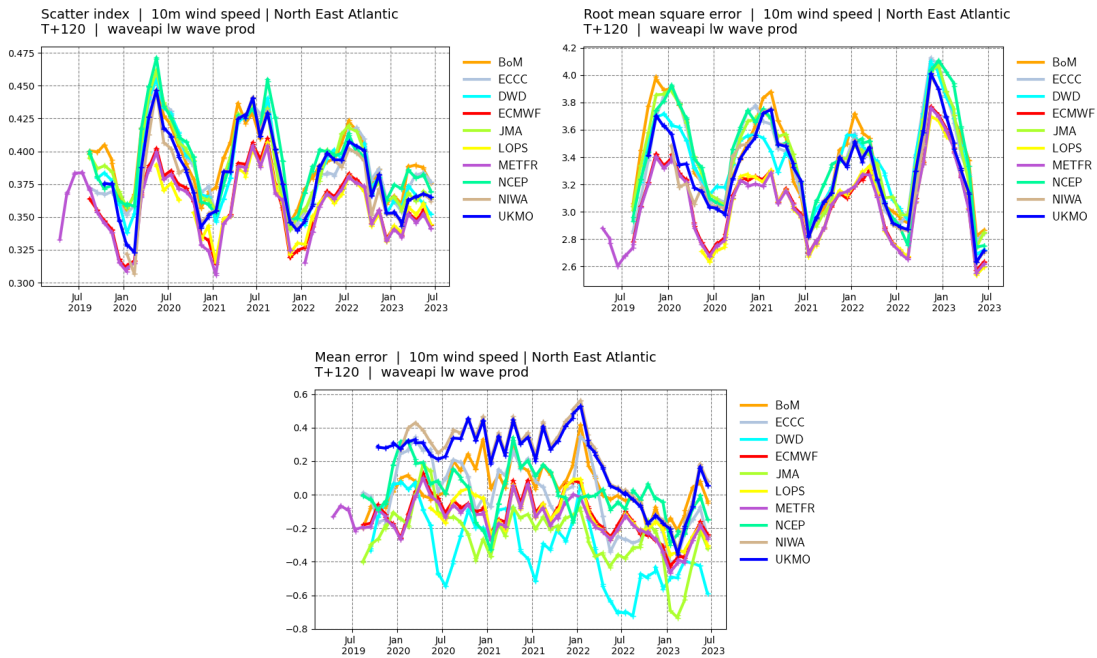 Scatter index | 10m wind speed | North East Atlantic
T+120 | waveapi lw wave prod
0.475
0.450
0.425
0.400
0.375
0.350
0.325
0.300
Jul 2019
Jan 2020
Jul 2020
Jan 2021
Jul 2021
Jan 2022
Jul 2022
Jan 2023
Jul 2023
BoM
ECCC
DWD
ECMWF
JMA
LOPS
METFR
NCEP
NIWA
UKMO
Root mean square error | 10m wind speed | North East Atlantic
T+120 | waveapi lw wave prod
4.2
4.0
3.8
3.6
3.4
3.2
3.0
2.8
2.6
Jul 2019
Jan 2020
Jul 2020
Jan 2021
Jul 2021
Jan 2022
Jul 2022
Jan 2023
Jul 2023
BoM
ECCC
DWD
ECMWF
JMA
LOPS
METFR
NCEP
NIWA
UKMO
Mean error | 10m wind speed | North East Atlantic
T+120 | waveapi lw wave prod
0.6
0.4
0.2
0.0
−0.2
−0.4
−0.6
−0.8
Jul 2019
Jan 2020
Jul 2020
Jan 2021
Jul 2021
Jan 2022
Jul 2022
Jan 2023
Jul 2023
BoM
ECCC
DWD
ECMWF
JMA
LOPS
METFR
NCEP
NIWA
UKMO